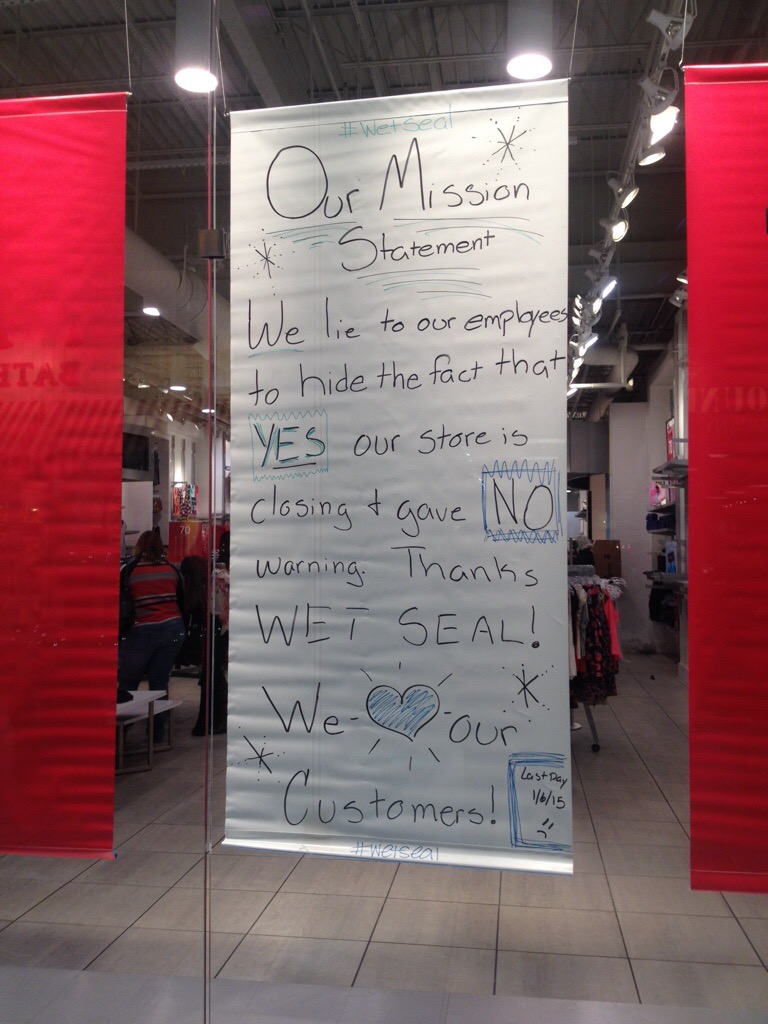 #wetseal
Our Mission
Statement
We lie to our employees
to hide the fact that
YES our store is
closing + gave NO
warning. Thanks
WET SEAL!
We our
Customers!
Last Day
1/6/15
#wetseal
70